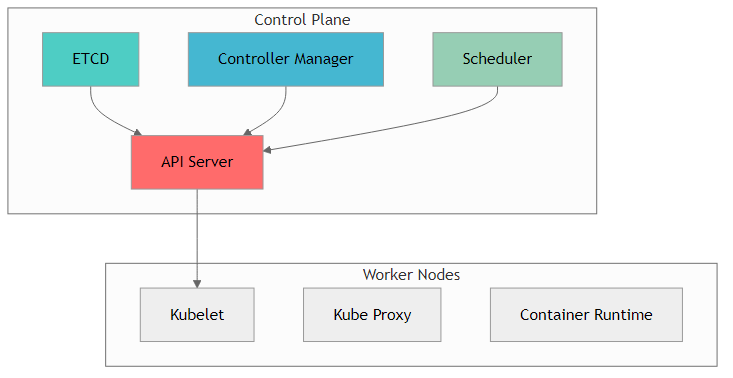 Control Plane
ETCD
Controller Manager
Scheduler
API Server
Worker Nodes
Kubelet
Kube Proxy
Container Runtime